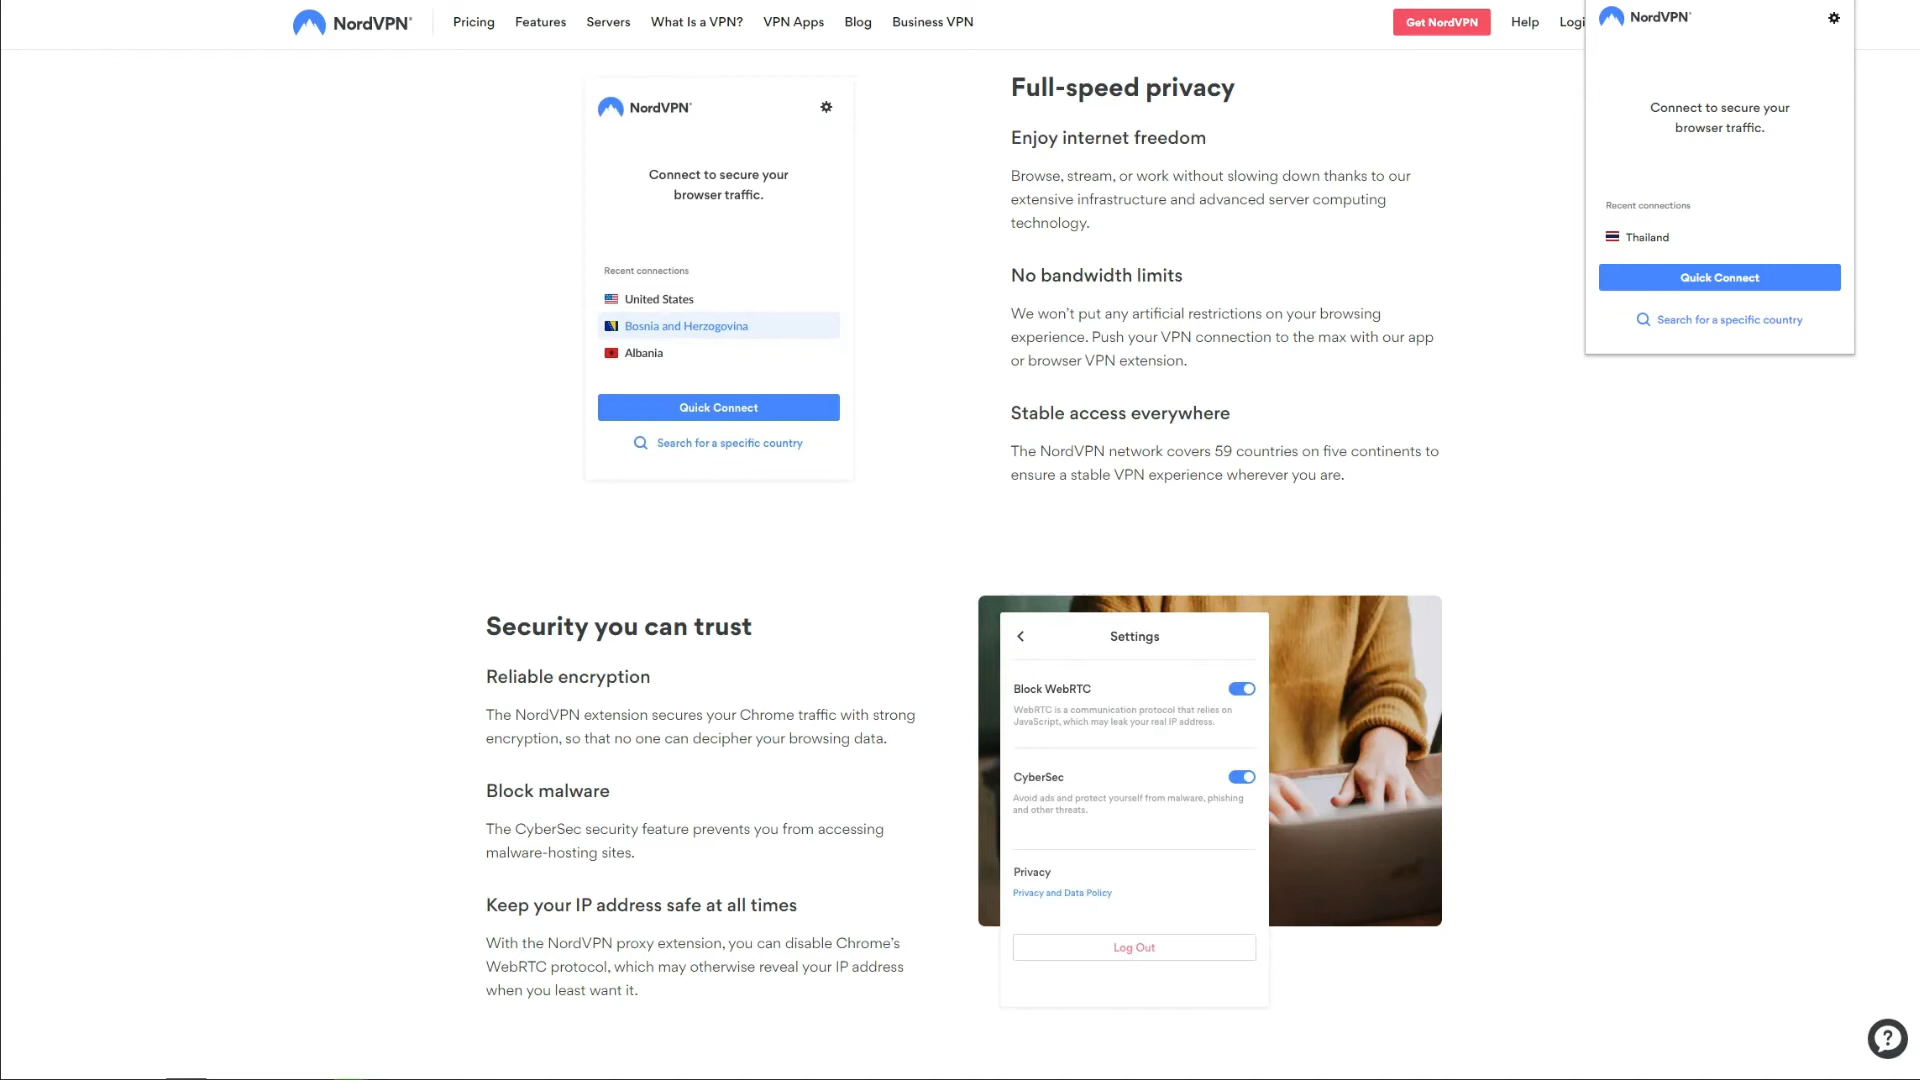 NordVPN®
Pricing
Features
Servers
What Is a VPN?
VPN Apps
Blog
Business VPN
Get NordVPN
Help
NordVPN®
Connect to secure your
browser traffic.
Recent connections
Thailand
Quick Connect
Search for a specific country
NordVPN®
Connect to secure your
browser traffic.
Recent connections
United States
Bosnia and Herzogovina
Albania
Quick Connect
Search for a specific country
Full-speed privacy
Enjoy internet freedom
Browse, stream, or work without slowing down thanks to our
extensive infrastructure and advanced server computing
technology.
No bandwidth limits
We won’t put any artificial restrictions on your browsing
experience. Push your VPN connection to the max with our app
or browser VPN extension.
Stable access everywhere
The NordVPN network covers 59 countries on five continents to
ensure a stable VPN experience wherever you are.
Security you can trust
Reliable encryption
The NordVPN extension secures your Chrome traffic with strong
encryption, so that no one can decipher your browsing data.
Block malware
The CyberSec security feature prevents you from accessing
malware-hosting sites.
Keep your IP address safe at all times
With the NordVPN proxy extension, you can disable Chrome’s
WebRTC protocol, which may otherwise reveal your IP address
when you least want it.
Settings
Block WebRTC
WebRTC is a communication protocol that relies on
JavaScript, which may leak your real IP address.
CyberSec
Avoid ads and protect yourself from malware, phishing
and other threats.
Privacy
Privacy and Data Policy
Log Out
?